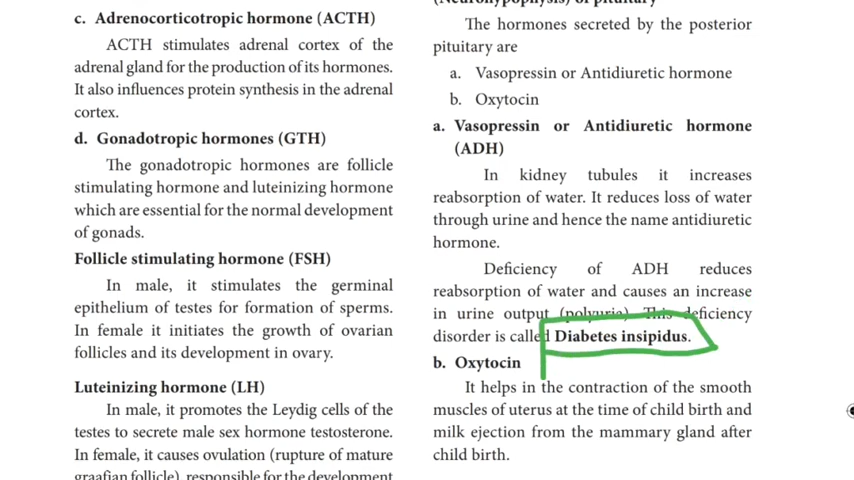 c. Adrenocorticotropic hormone (ACTH)
ACTH stimulates adrenal cortex of the
adrenal gland for the production of its hormones.
It also influences protein synthesis in the adrenal
cortex.
d. Gonadotropic hormones (GTH)
The gonadotropic hormones are follicle
stimulating hormone and luteinizing hormone
which are essential for the normal development
of gonads.
Follicle stimulating hormone (FSH)
In male, it stimulates the germinal
epithelium of testes for formation of sperms.
In female it initiates the growth of ovarian
follicles and its development in ovary.
Luteinizing hormone (LH)
In male, it promotes the Leydig cells of the
testes to secrete male sex hormone testosterone.
In female, it causes ovulation (rupture of mature
graafian follicle), responsible for the development
(Neurohypophysis) of pituitary
The hormones secreted by the posterior
pituitary are
a. Vasopressin or Antidiuretic hormone
b. Oxytocin
a. Vasopressin or Antidiuretic hormone
(ADH)
In kidney tubules it increases
reabsorption of water. It reduces loss of water
through urine and hence the name antidiuretic
hormone.
Deficiency of ADH reduces
reabsorption of water and causes an increase
in urine output (polyuria). This deficiency
disorder is called Diabetes insipidus.
b. Oxytocin
It helps in the contraction of the smooth
muscles of uterus at the time of child birth and
milk ejection from the mammary gland after
child birth.